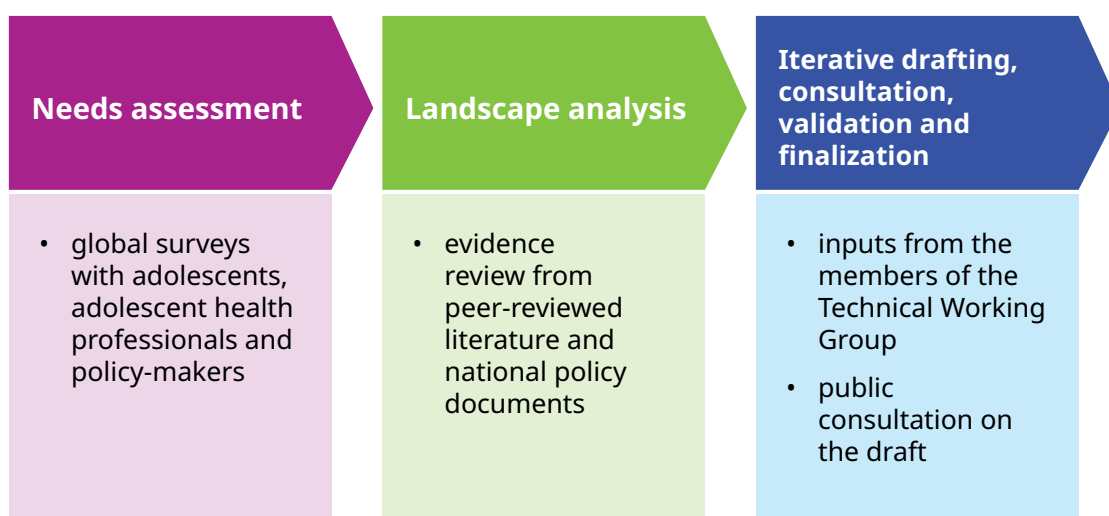 Needs assessment
• global surveys
with adolescents,
adolescent health
professionals and
policy-makers
Landscape analysis
• evidence
review from
peer-reviewed
literature and
national policy
documents
Iterative drafting,
consultation,
validation and
finalization
• inputs from the
members of the
Technical Working
Group
• public
consultation on
the draft